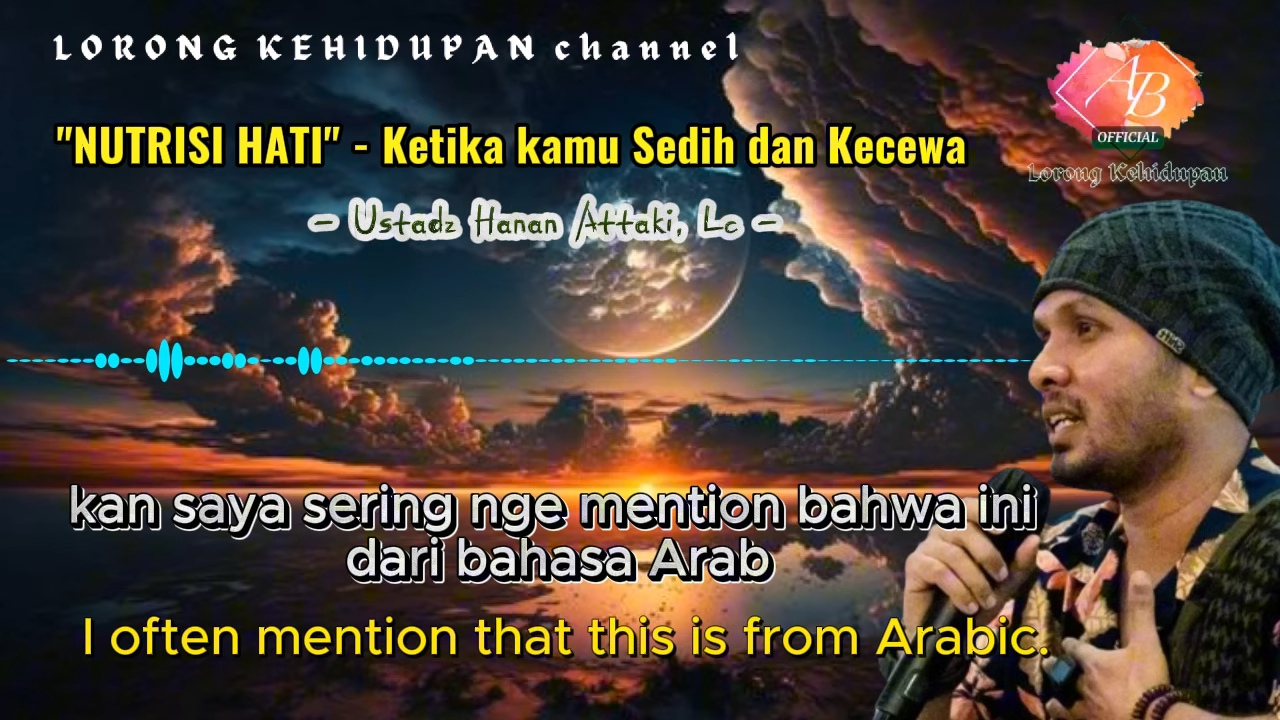 LORONG KEHIDUPAN channel
AB
OFFICIAL
Lorong Kehidupan
"NUTRISI HATI" - Ketika kamu Sedih dan Kecewa
- Ustadz Hanan Attaki, Lc -
kan saya sering nge mention bahwa ini
dari bahasa Arab
I often mention that this is from Arabic.